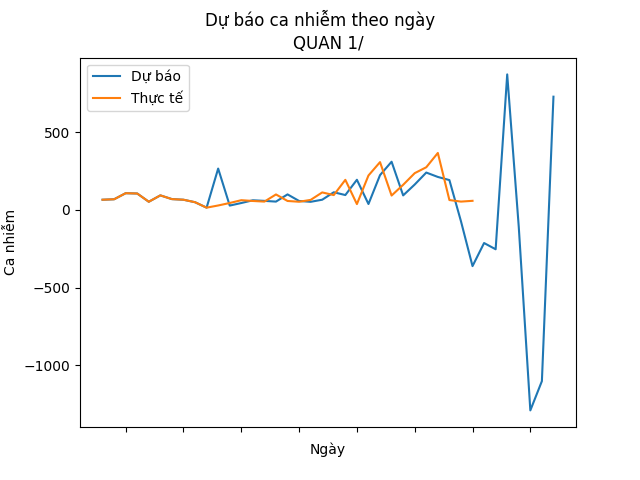 Dự báo ca nhiễm theo ngày
QUAN 1/
Dự báo
Thực tế
500
0
−500
−1000
Ca nhiễm
Ngày